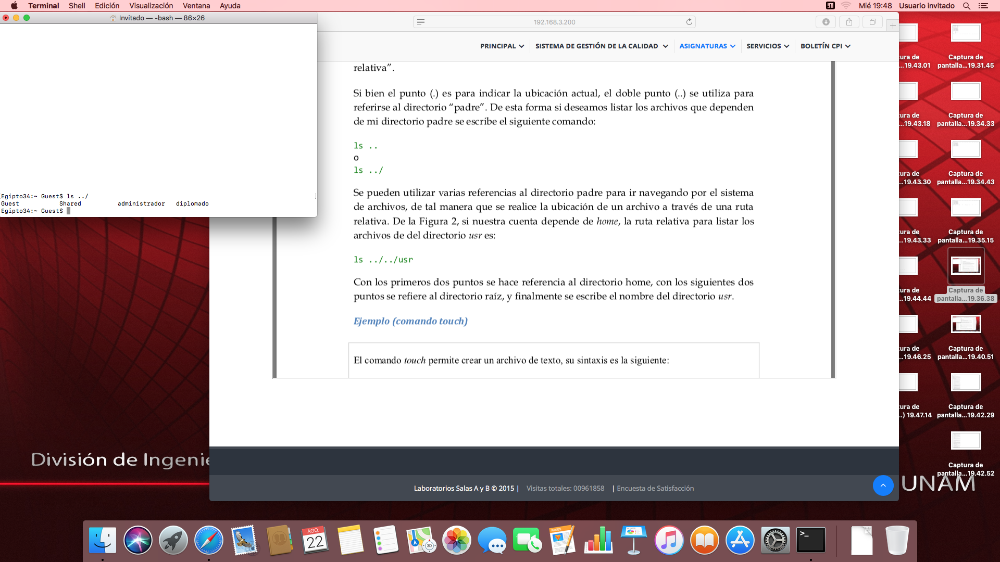 Terminal Shell Edición Visualización Ventana Ayuda Mié 19:48 Usuario invitado
Invitado — -bash — 86×26
Egipto34:~ Guest$ ls ../
Guest Shared administrador diplomado
Egipto34:~ Guest$
192.168.3.200
PRINCIPAL SISTEMA DE GESTIÓN DE LA CALIDAD ASIGNATURAS SERVICIOS BOLETÍN CPI
relativa”.
Si bien el punto (.) es para indicar la ubicación actual, el doble punto (..) se utiliza para
referirse al directorio “padre”. De esta forma si deseamos listar los archivos que dependen
de mi directorio padre se escribe el siguiente comando:
ls ..
o
ls ../
Se pueden utilizar varias referencias al directorio padre para ir navegando por el sistema
de archivos, de tal manera que se realice la ubicación de un archivo a través de una ruta
relativa. De la Figura 2, si nuestra cuenta depende de home, la ruta relativa para listar los
archivos de del directorio usr es:
ls ../../usr
Con los primeros dos puntos se hace referencia al directorio home, con los siguientes dos
puntos se refiere al directorio raíz, y finalmente se escribe el nombre del directorio usr.
Ejemplo (comando touch)
El comando touch permite crear un archivo de texto, su sintaxis es la siguiente:
Laboratorios Salas A y B © 2015 | Visitas totales: 00961858 | Encuesta de Satisfacción
ura de
...19.43.01
ura de
...19.43.18
ura de
...19.43.30
ura de
...19.43.33
ura de
...19.44.44
ura de
...19.46.25
ura de
..) 19.47.14
Captura de
pantalla...19.31.45
Captura de
pantalla...19.34.33
Captura de
pantalla...19.34.43
Captura de
pantalla...19.35.15
Captura de
pantalla...19.36.38
Captura de
pantalla...19.40.51
Captura de
pantalla...19.42.29
Captura de
pantalla...19.42.52
División de Ingenie
UNAM
AGO.
22
PAGES
3D
>_